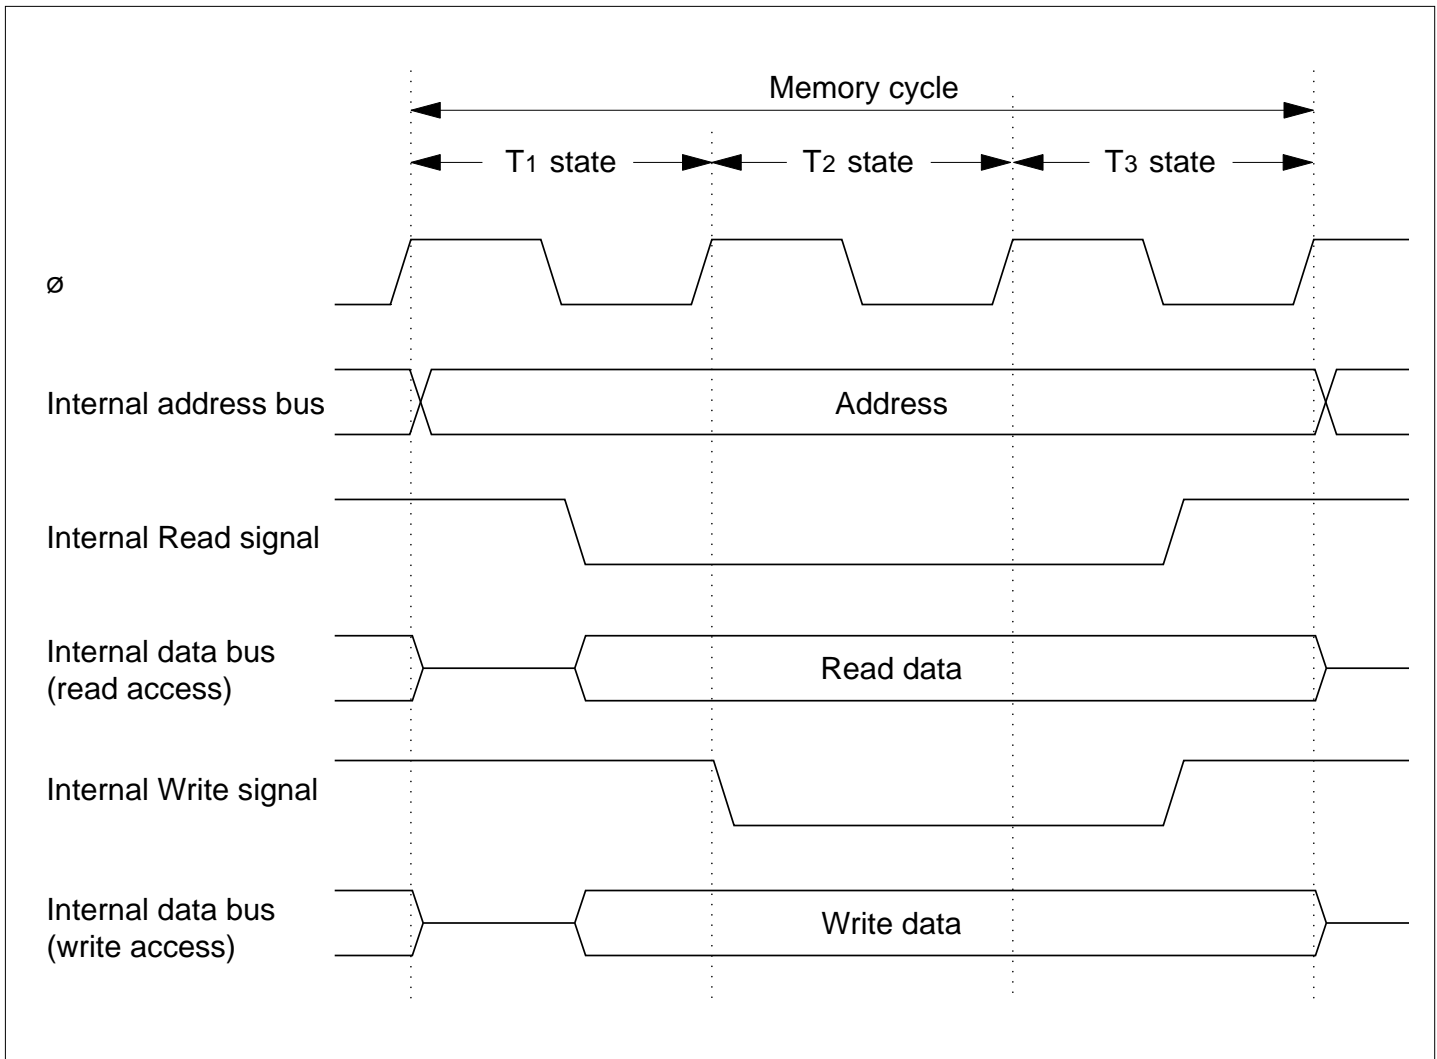 Memory cycle
T1 state
T2 state
T3 state
ø
Internal address bus
Address
Internal Read signal
Internal data bus
(read access)
Read data
Internal Write signal
Internal data bus
(write access)
Write data